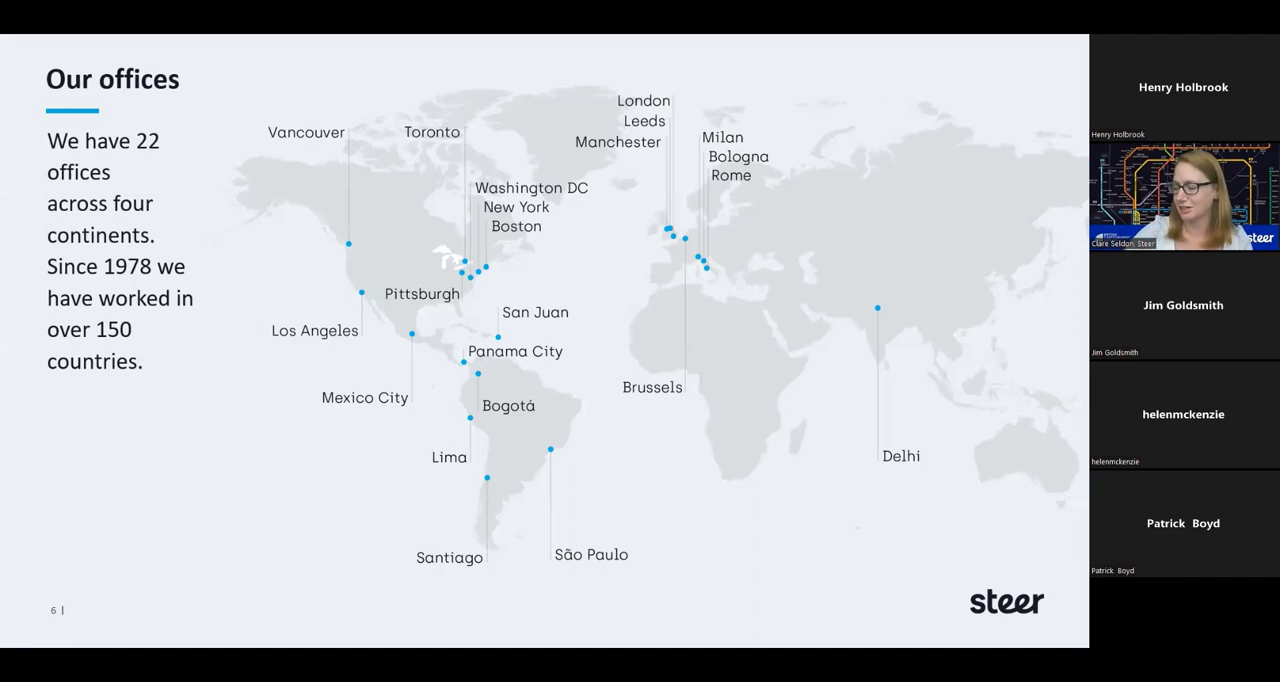 Our offices
We have 22
offices
across four
continents.
Since 1978 we
have worked in
over 150
countries.
Vancouver
Toronto
London
Leeds
Manchester
Milan
Bologna
Rome
Washington DC
New York
Boston
Pittsburgh
San Juan
Los Angeles
Panama City
Mexico City
Bogotá
Brussels
Lima
Delhi
Santiago
São Paulo
6 |
steer
Henry Holbrook
Henry Holbrook
steer
Clare Seldon, Steer
Jim Goldsmith
Jim Goldsmith
helenmckenzie
helenmckenzie
Patrick Boyd
Patrick Boyd